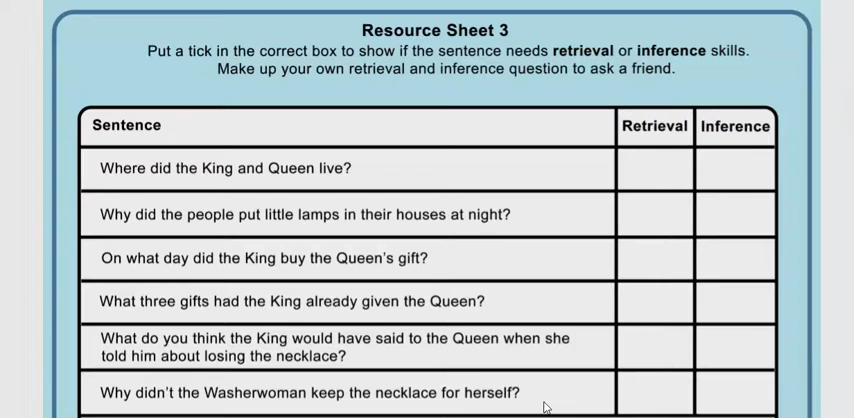 Resource Sheet 3
Put a tick in the correct box to show if the sentence needs retrieval or inference skills.
Make up your own retrieval and inference question to ask a friend.
Sentence Retrieval Inference
Where did the King and Queen live?
Why did the people put little lamps in their houses at night?
On what day did the King buy the Queen's gift?
What three gifts had the King already given the Queen?
What do you think the King would have said to the Queen when she
told him about losing the necklace?
Why didn't the Washerwoman keep the necklace for herself?